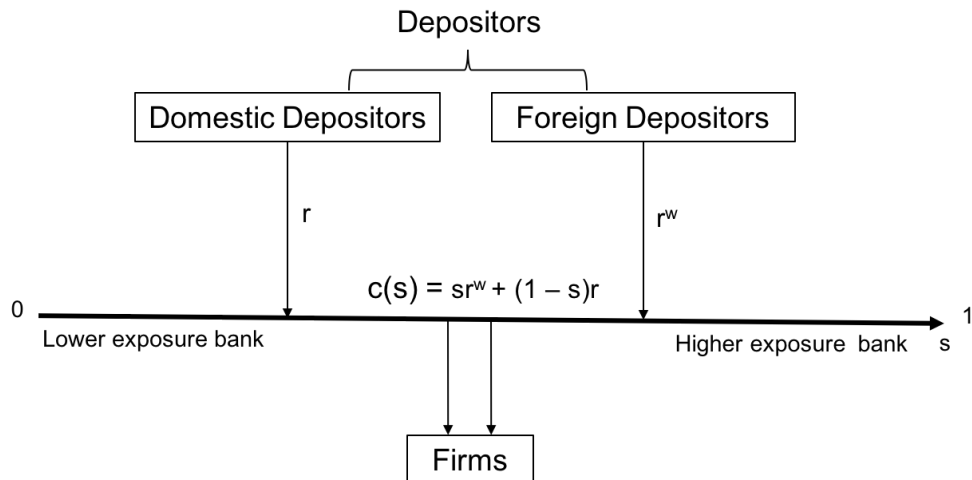 Depositors
Domestic Depositors
Foreign Depositors
r
r^w
c(s) = sr^w + (1 – s)r
0
1
Lower exposure bank
Higher exposure bank
s
Firms